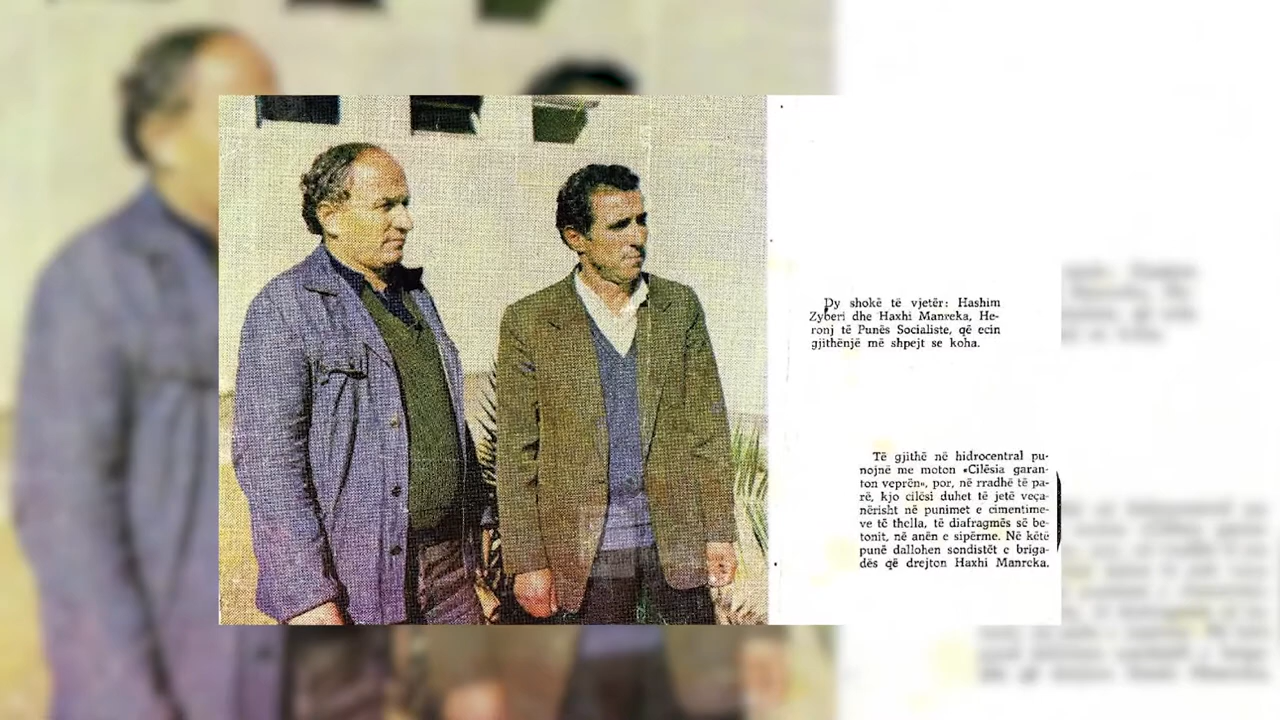 Dy shokë të vjetër: Hashim
Zyberi dhe Haxhi Manreka, He-
ronj të Punës Socialiste, që ecin
gjithënjë më shpejt se koha.
Të gjithë në hidrocentral pu-
nojnë me moton «Cilësia garan-
ton veprën», por, në rradhë të pa-
rë, kjo cilësi duhet të jetë veça-
nërisht në punimet e cimentime-
ve të thella, të diafragmës së be-
tonit, në anën e sipërme. Në këtë
punë dallohen sondistët e briga-
dës që drejton Haxhi Manreka.